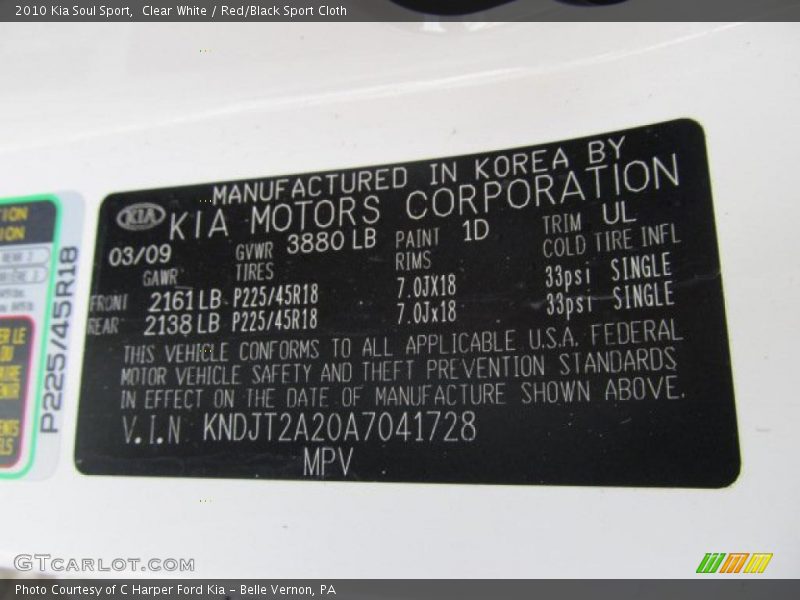 2010 Kia Soul Sport, Clear White / Red/Black Sport Cloth
MANUFACTURED IN KOREA BY
KIA KIA MOTORS CORPORATION
03/09 GVWR 3880 LB PAINT 1D TRIM UL
GAWR TIRES RIMS COLD TIRE INFL
FRONT 2161 LB P225/45R18 7.0JX18 33psi SINGLE
REAR 2138 LB P225/45R18 7.0Jx18 33psi SINGLE
THIS VEHICLE CONFORMS TO ALL APPLICABLE U.S.A. FEDERAL
MOTOR VEHICLE SAFETY AND THEFT PREVENTION STANDARDS
IN EFFECT ON THE DATE OF MANUFACTURE SHOWN ABOVE.
V.I.N KNDJT2A20A7041728
MPV
P225/45R18
GTCARLOT.COM
Photo Courtesy of C Harper Ford Kia - Belle Vernon, PA